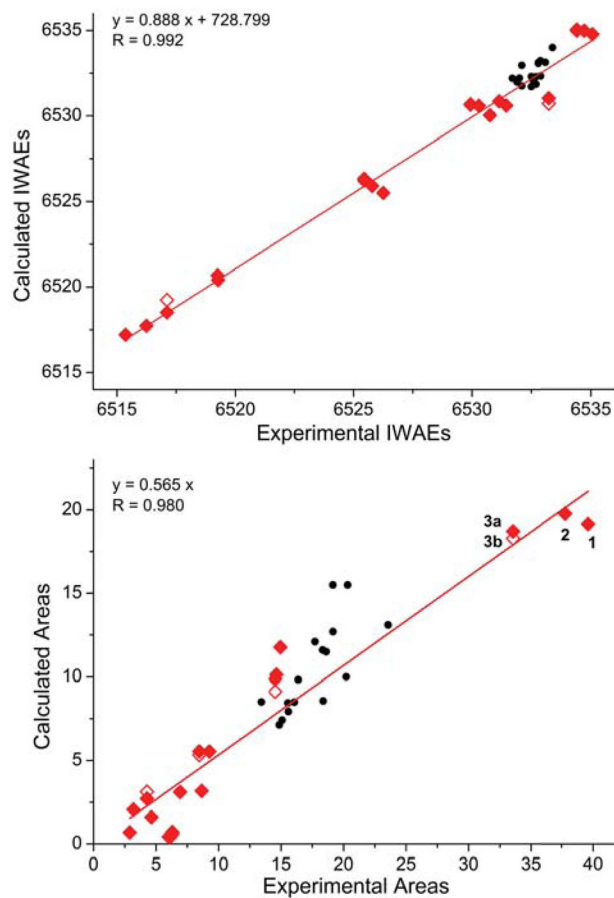 y = 0.888 x + 728.799
R = 0.992
6535
6530
6525
6520
6515
Calculated IWAEs
6515 6520 6525 6530 6535
Experimental IWAEs
y = 0.565 x
R = 0.980
20
15
10
5
0
Calculated Areas
3a
3b
2
1
0 5 10 15 20 25 30 35 40
Experimental Areas